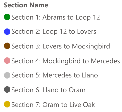 Section Name
Section 1: Abrams to Loop 12
Section 2: Loop 12 to Lovers
Section 3: Lovers to Mockingbird
Section 4: Mockingbird to Mercedes
Section 5: Mercedes to Llano
Section 6: Llano to Oram
Section 7: Oram to Live Oak